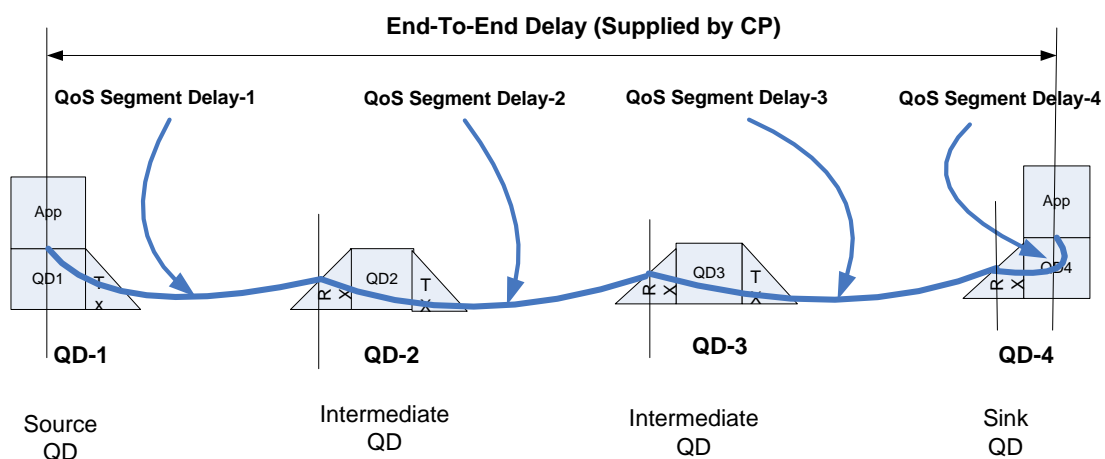 End-To-End Delay (Supplied by CP)
QoS Segment Delay-1
QoS Segment Delay-2
QoS Segment Delay-3
QoS Segment Delay-4
App
App
QD1
T
x
R
X
QD2
T
x
R
X
QD3
T
X
R
X
QD4
QD-1
QD-2
QD-3
QD-4
Source
QD
Intermediate
QD
Intermediate
QD
Sink
QD